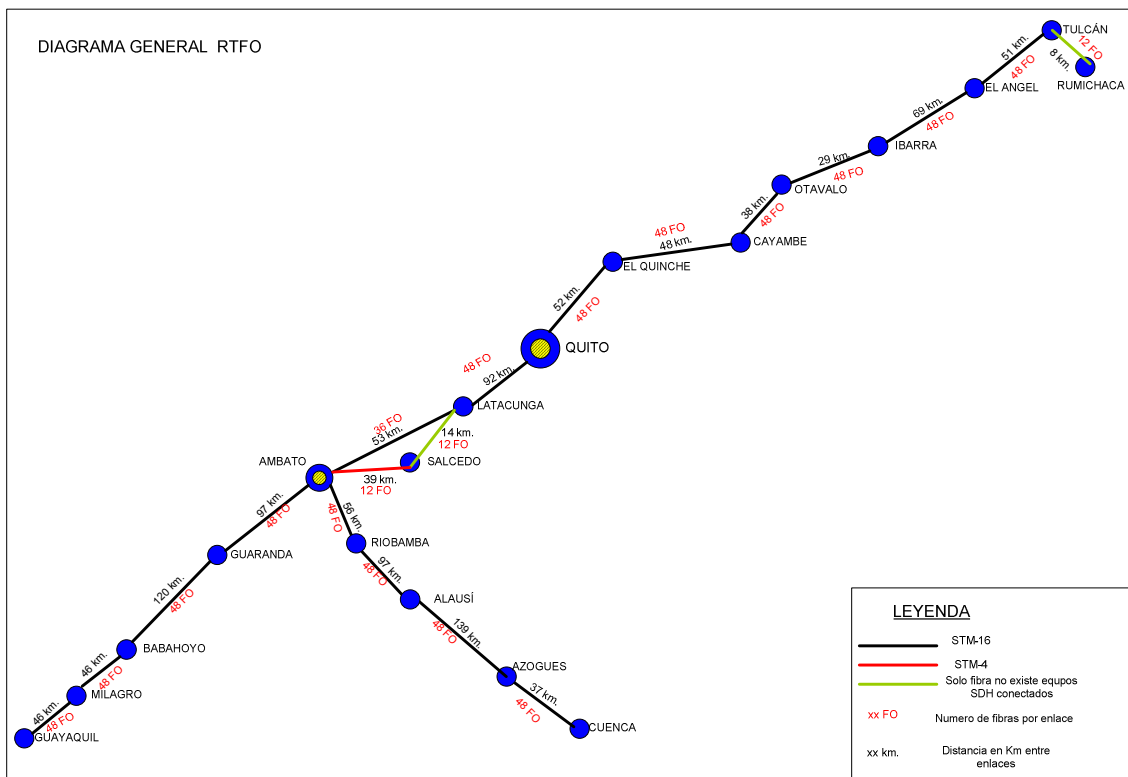 DIAGRAMA GENERAL  RTFO
TULCÁN
12 FO
8 km.
RUMICHACA
51 km.
48 FO
EL ANGEL
69 km.
48 FO
IBARRA
29 km.
48 FO
OTAVALO
38 km.
48 FO
CAYAMBE
48 FO
48 km.
EL QUINCHE
52 km.
48 FO
QUITO
48 FO
92 km.
LATACUNGA
36 FO
53 km.
14 km.
12 FO
SALCEDO
AMBATO
39 km.
12 FO
97 km.
48 FO
56 km.
48 FO
GUARANDA
RIOBAMBA
97 km.
48 FO
120 km.
48 FO
ALAUSÍ
139 km.
48 FO
BABAHOYO
AZOGUES
46 km.
48 FO
37 km.
48 FO
MILAGRO
46 km.
48 FO
GUAYAQUIL
CUENCA
LEYENDA
STM-16
STM-4
Solo fibra no existe equpos
SDH conectados
xx FO
Numero de fibras por enlace
xx km.
Distancia en Km entre
enlaces